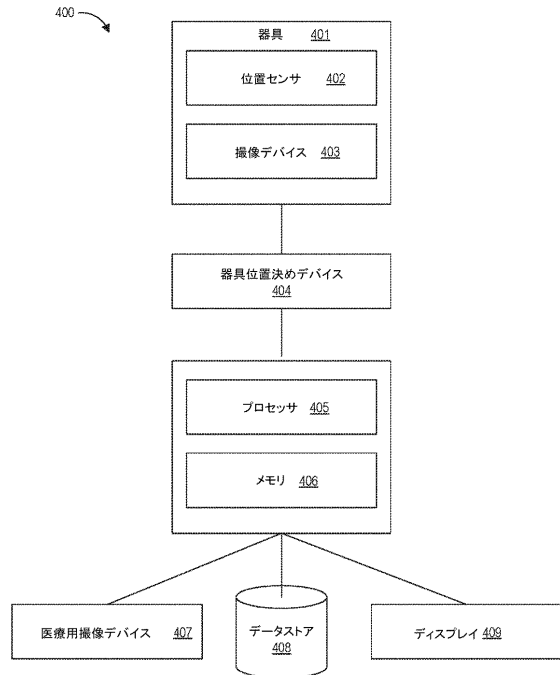 400
器具 401
位置センサ 402
撮像デバイス 403
器具位置決めデバイス
404
プロセッサ 405
メモリ 406
医療用撮像デバイス 407
データストア
408
ディスプレイ 409